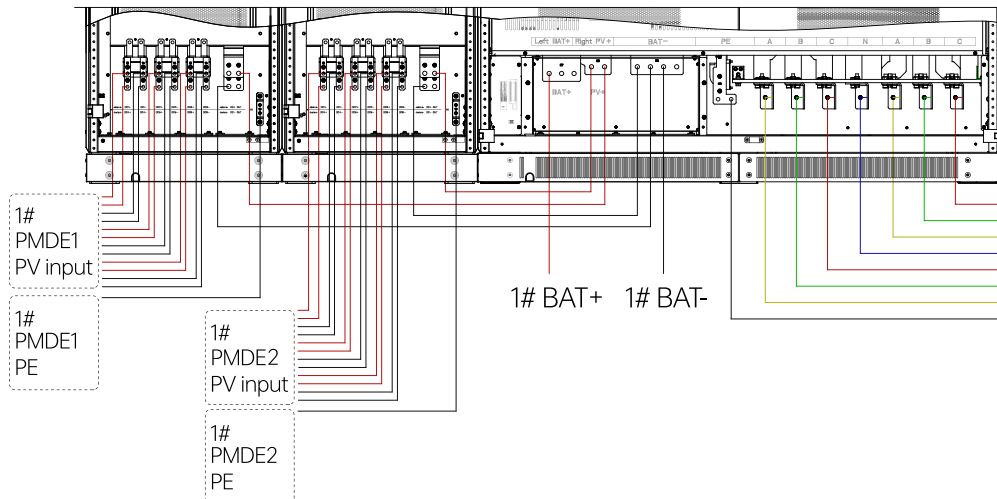 Left BAT+ Right PV+ BAT- PE A B C N A B C
BAT+ PV+
1#
PMDE1
PV input
1#
PMDE1
PE
1# BAT+ 1# BAT-
1#
PMDE2
PV input
1#
PMDE2
PE